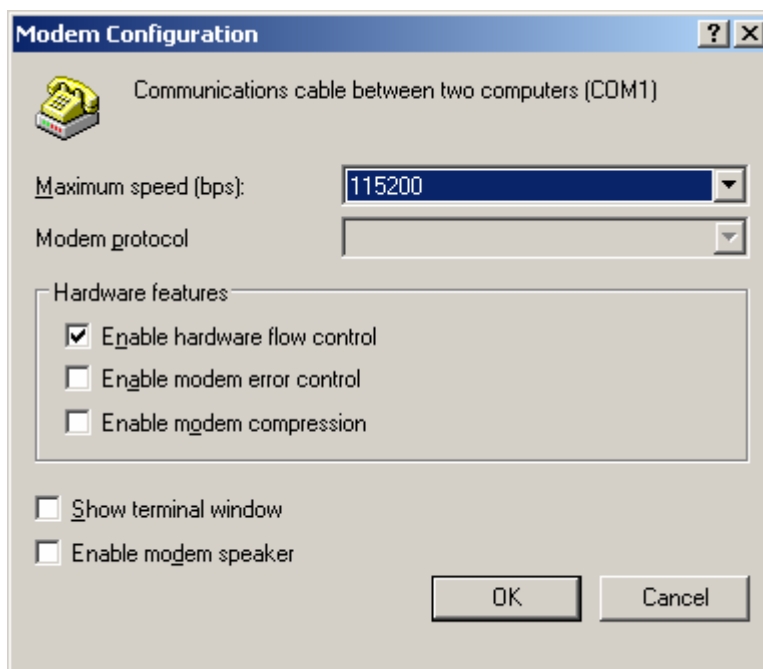 Modem Configuration
Communications cable between two computers (COM1)
Maximum speed (bps):
115200
Modem protocol
Hardware features
Enable hardware flow control
Enable modem error control
Enable modem compression
Show terminal window
Enable modem speaker
OK
Cancel